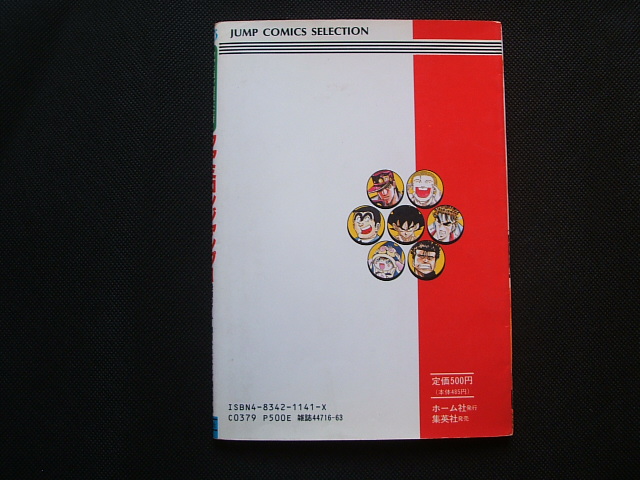 JUMP COMICS SELECTION
定価500円
(本体485円)
ホーム社発行
集英社発売
ISBN4-8342-1141-X
C0379 P500E 雑誌44716-63